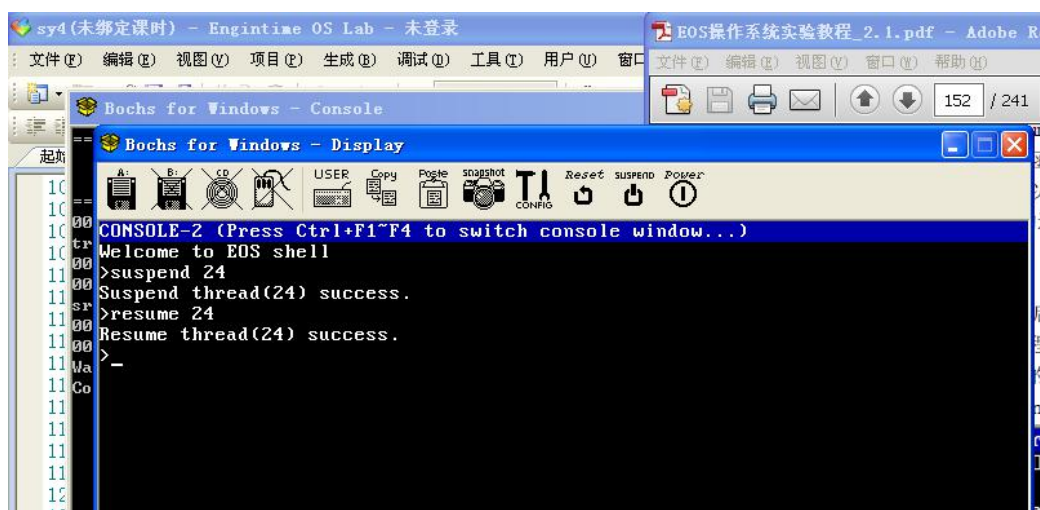 sy4(未绑定课时) - Engintime OS Lab - 未登录
文件(F) 编辑(E) 视图(V) 项目(P) 生成(B) 调试(D) 工具(T) 用户(U) 窗口
EOS操作系统实验教程_2.1.pdf - Adobe R
文件(F) 编辑(E) 视图(V) 窗口(W) 帮助(H)
152 / 241
Bochs for Windows - Console
Bochs for Windows - Display
A: B: CD USER Copy Paste snapshot CONFIG Reset SUSPEND Power
CONSOLE-2 (Press Ctrl+F1~F4 to switch console window...)
Welcome to EOS shell
>suspend 24
Suspend thread(24) success.
>resume 24
Resume thread(24) success.
>_